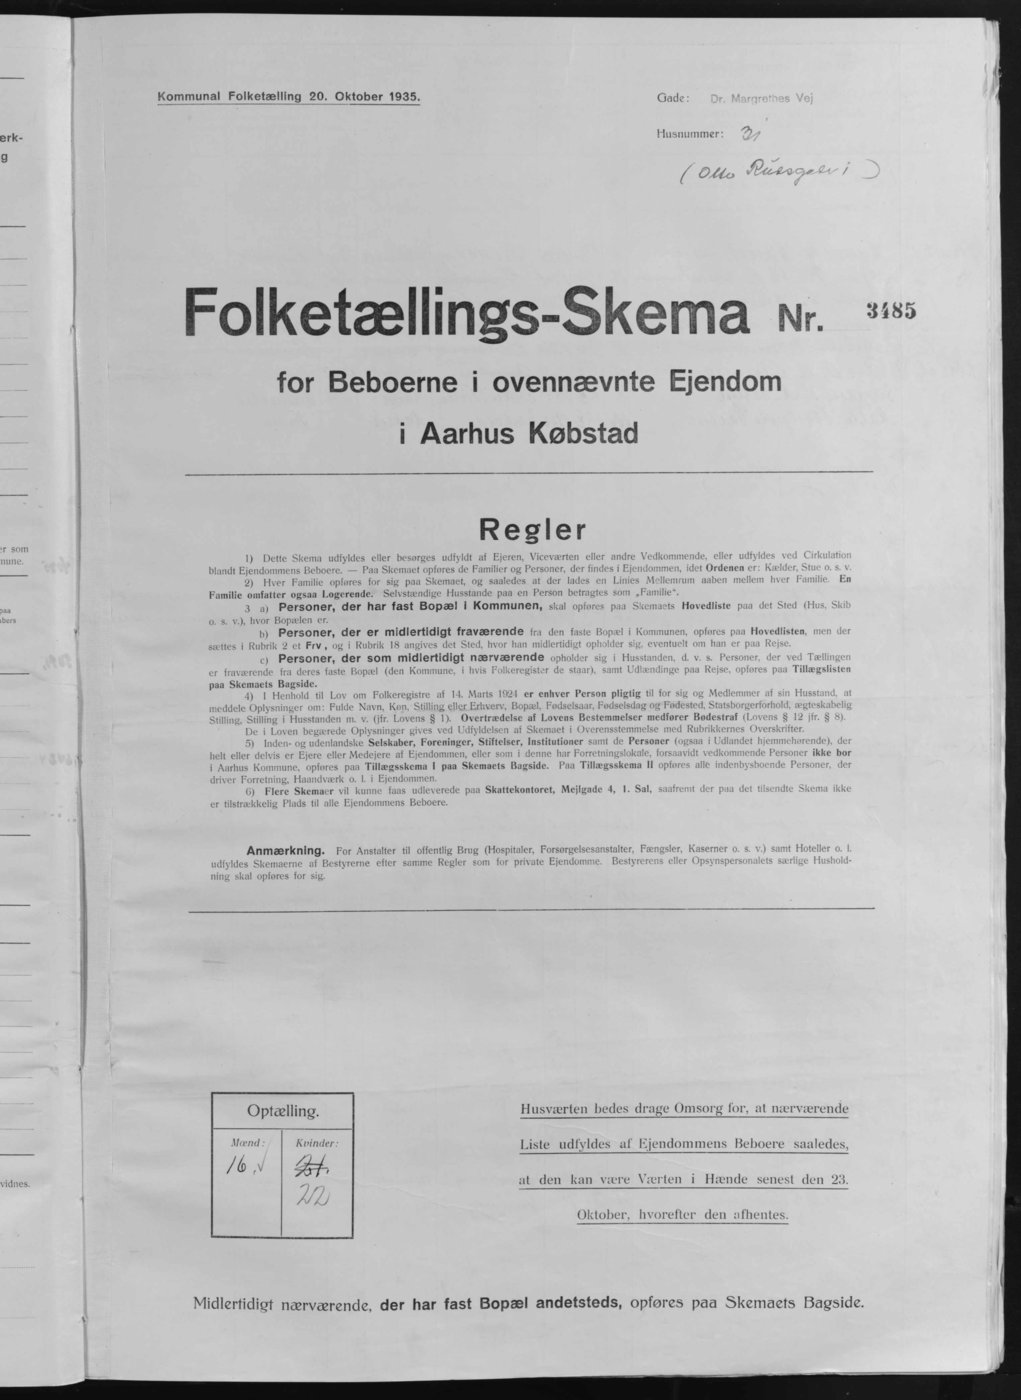 Kommunal Folketælling 20. Oktober 1935.
Gade: Dr. Margrethes Vej
Husnummer: 31
(Otto
Folketællings-Skema Nr. 3485
for Beboerne i ovennævnte Ejendom
i Aarhus Købstad
Regler
1) Dette Skema udfyldes eller besørges udfyldt af Ejeren, Viceværten eller andre Vedkommende, eller udfyldes ved Cirkulation
blandt Ejendommens Beboere. — Paa Skemaet opføres de Familier og Personer, der findes i Ejendommen, idet Ordenen er: Kælder, Stue o. s. v.
2) Hver Familie opføres for sig paa Skemaet, og saaledes at der lades en Linies Mellemrum aaben mellem hver Familie. En
Familie omfatter ogsaa Logerende. Selvstændige Husstande paa en Person betragtes som „Familie“.
3 a) Personer, der har fast Bopæl i Kommunen, skal opføres paa Skemaets Hovedliste paa det Sted (Hus, Skib
o. s. v.), hvor Bopælen er.
b) Personer, der er midlertidigt fraværende fra den faste Bopæl i Kommunen, opføres paa Hovedlisten, men der
sættes i Rubrik 2 et Frv, og i Rubrik 18 angives det Sted, hvor han midlertidigt opholder sig, eventuelt om han er paa Rejse.
c) Personer, der som midlertidigt nærværende opholder sig i Husstanden, d. v. s. Personer, der ved Tællingen
er fraværende fra deres faste Bopæl (den Kommune, i hvis Folkeregister de staar), samt Udlændinge paa Rejse, opføres paa Tillægslisten
paa Skemaets Bagside.
4) I Henhold til Lov om Folkeregistre af 14. Marts 1924 er enhver Person pligtig til for sig og Medlemmer af sin Husstand, at
meddele Oplysninger om: Fulde Navn, Køn, Stilling eller Erhverv, Bopæl, Fødselsaar, Fødselsdag og Fødested, Statsborgerforhold, ægteskabelig
Stilling, Stilling i Husstanden m. v. (jfr. Lovens § 1). Overtrædelse af Lovens Bestemmelser medfører Bødestraf (Lovens § 12 jfr. § 8).
De i Loven begærede Oplysninger gives ved Udfyldelsen af Skemaet i Overensstemmelse med Rubrikkernes Overskrifter.
5) Inden- og udenlandske Selskaber, Foreninger, Stiftelser, Institutioner samt de Personer (ogsaa i Udlandet hjemmehørende), der
helt eller delvis er Ejere eller Medejere af Ejendommen, eller som i denne har Forretningslokale, forsaavidt vedkommende Personer ikke bor
i Aarhus Kommune, opføres paa Tillægsskema I paa Skemaets Bagside. Paa Tillægsskema II opføres alle indenbysboende Personer, der
driver Forretning, Haandværk o. l. i Ejendommen.
6) Flere Skemaer vil kunne faas udleverede paa Skattekontoret, Mejlgade 4, 1. Sal, saafremt der paa det tilsendte Skema ikke
er tilstrækkelig Plads til alle Ejendommens Beboere.
Anmærkning. For Anstalter til offentlig Brug (Hospitaler, Forsørgelsesanstalter, Fængsler, Kaserner o. s. v.) samt Hoteller o. l.
udfyldes Skemaerne af Bestyrerne efter samme Regler som for private Ejendomme. Bestyrerens eller Opsynspersonalets særlige Hushold-
ning skal opføres for sig.
Optælling.
Mænd: Kvinder:
16 21.
22
Husværten bedes drage Omsorg for, at nærværende
Liste udfyldes af Ejendommens Beboere saaledes,
at den kan være Værten i Hænde senest den 23.
Oktober, hvorefter den afhentes.
Midlertidigt nærværende, der har fast Bopæl andetsteds, opføres paa Skemaets Bagside.